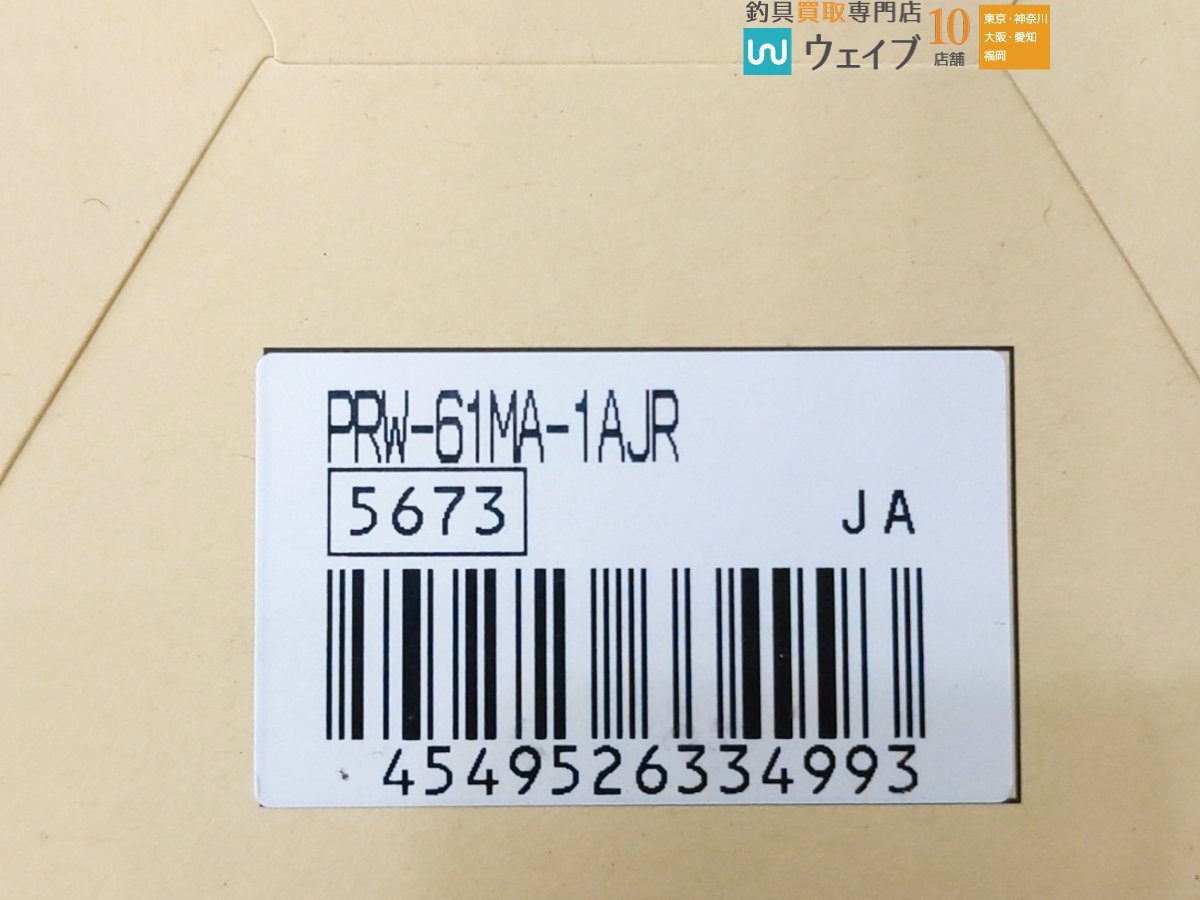 釣具買取専門店
ウェイブ
10
店舗
東京・神奈川
大阪・愛知
福岡
PRW-61MA-1AJR
5673
JA
4549526334993